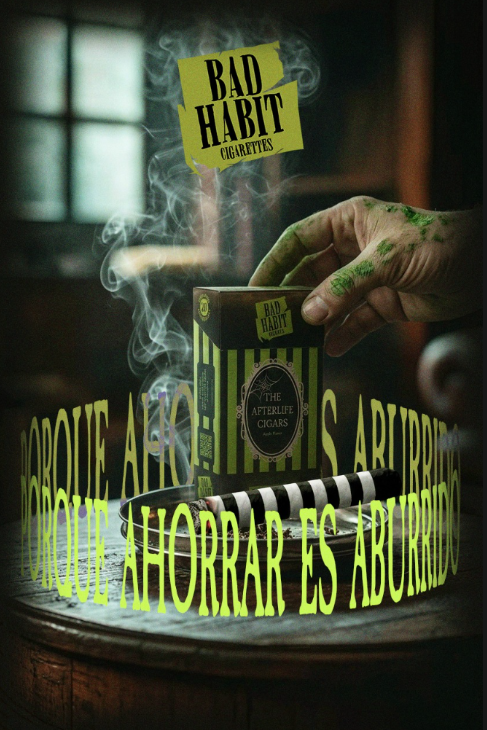 BAD
HABIT
CIGARETTES
BAD
HABIT
THE
AFTERLIFE
CIGARS
PORQUE AHO
S ABURRIDO
PORQUE AHORRAR ES ABURRIDO